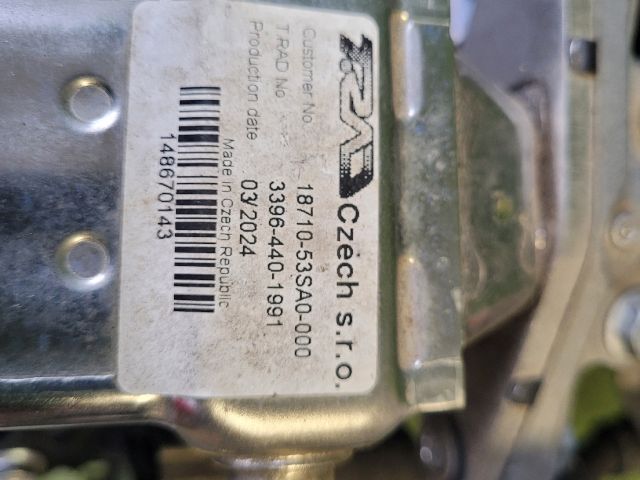 TRAD Czech s.r.o.
Customer No. 18710-53SA0-000
T.RAD No 3396-440-1991
Production date 03/2024
Made in Czech Republic
148670143